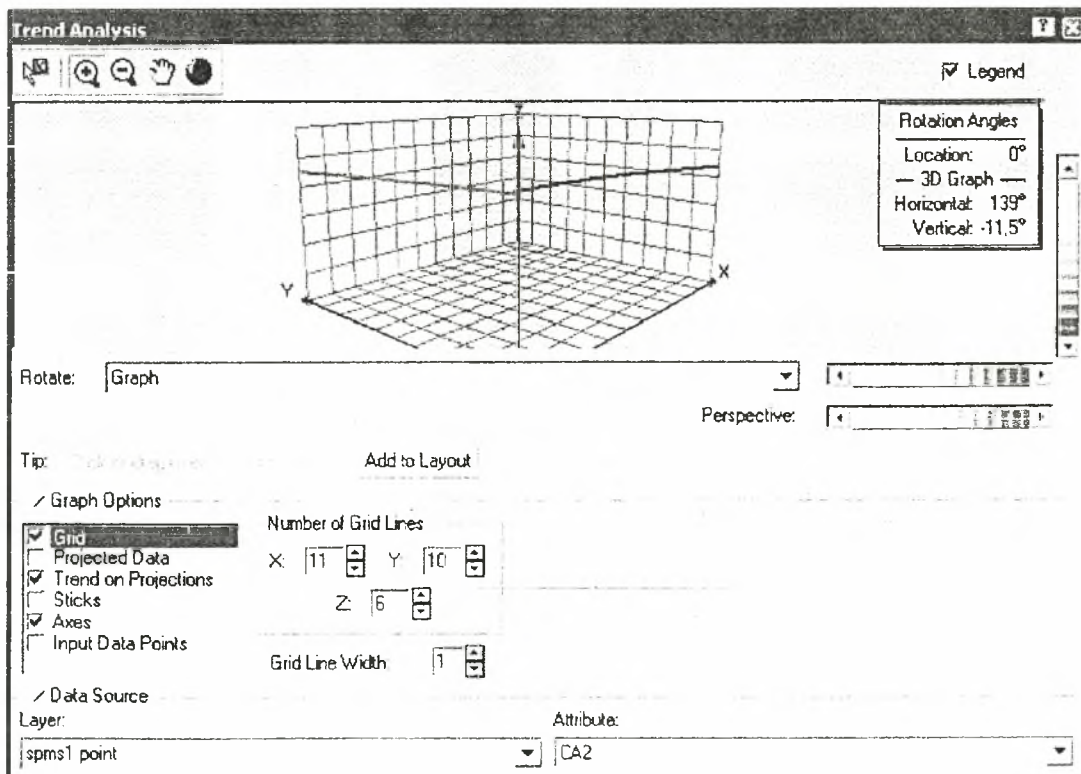 Trend Analysis
Legend
Z
Y
X
Rotation Angles
Location: 0°
3D Graph
Horizontal: 139°
Vertical: -11,5°
Rotate: Graph
Perspective:
Tip:
Add to Layout
Graph Options
Grid
Projected Data
Trend on Projections
Sticks
Axes
Input Data Points
Number of Grid Lines
X: 11 Y: 10
Z: 6
Grid Line Width: 1
Data Source
Layer: Attribute:
spms1 point CA2